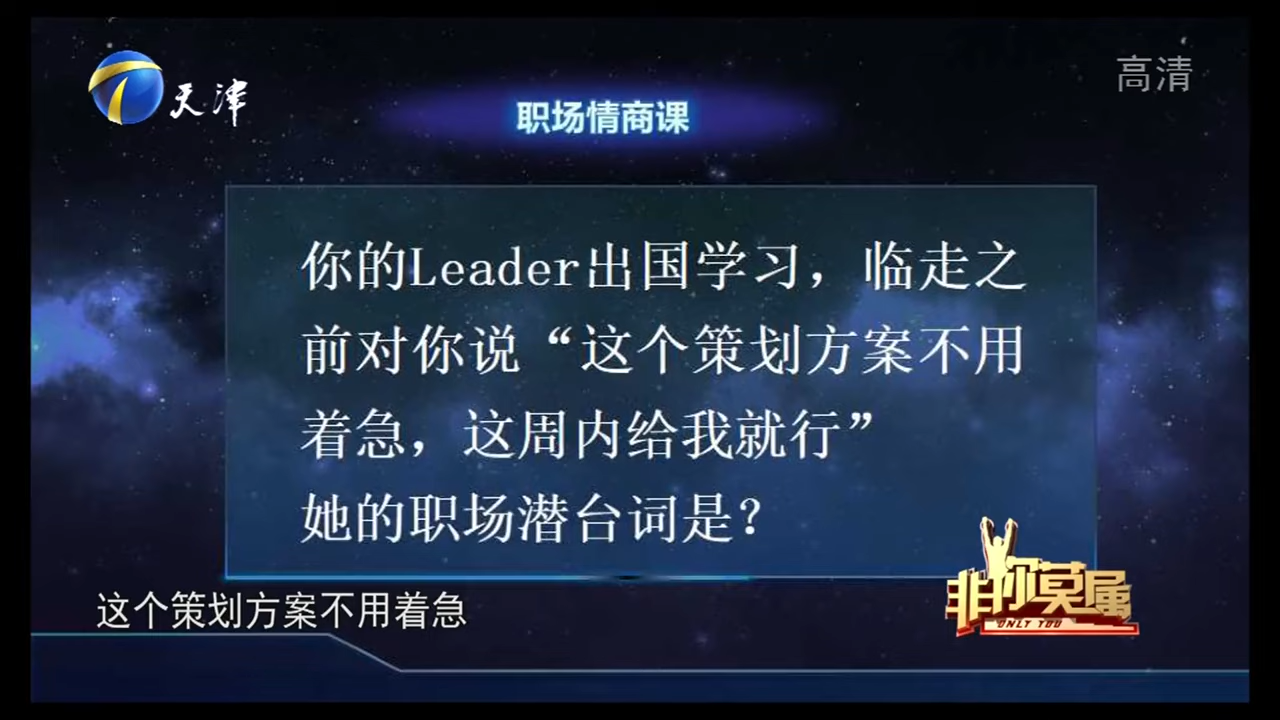 天津
高清
职场情商课
你的Leader出国学习，临走之
前对你说“这个策划方案不用
着急，这周内给我就行”
她的职场潜台词是？
非你莫属
ONLY YOU
这个策划方案不用着急